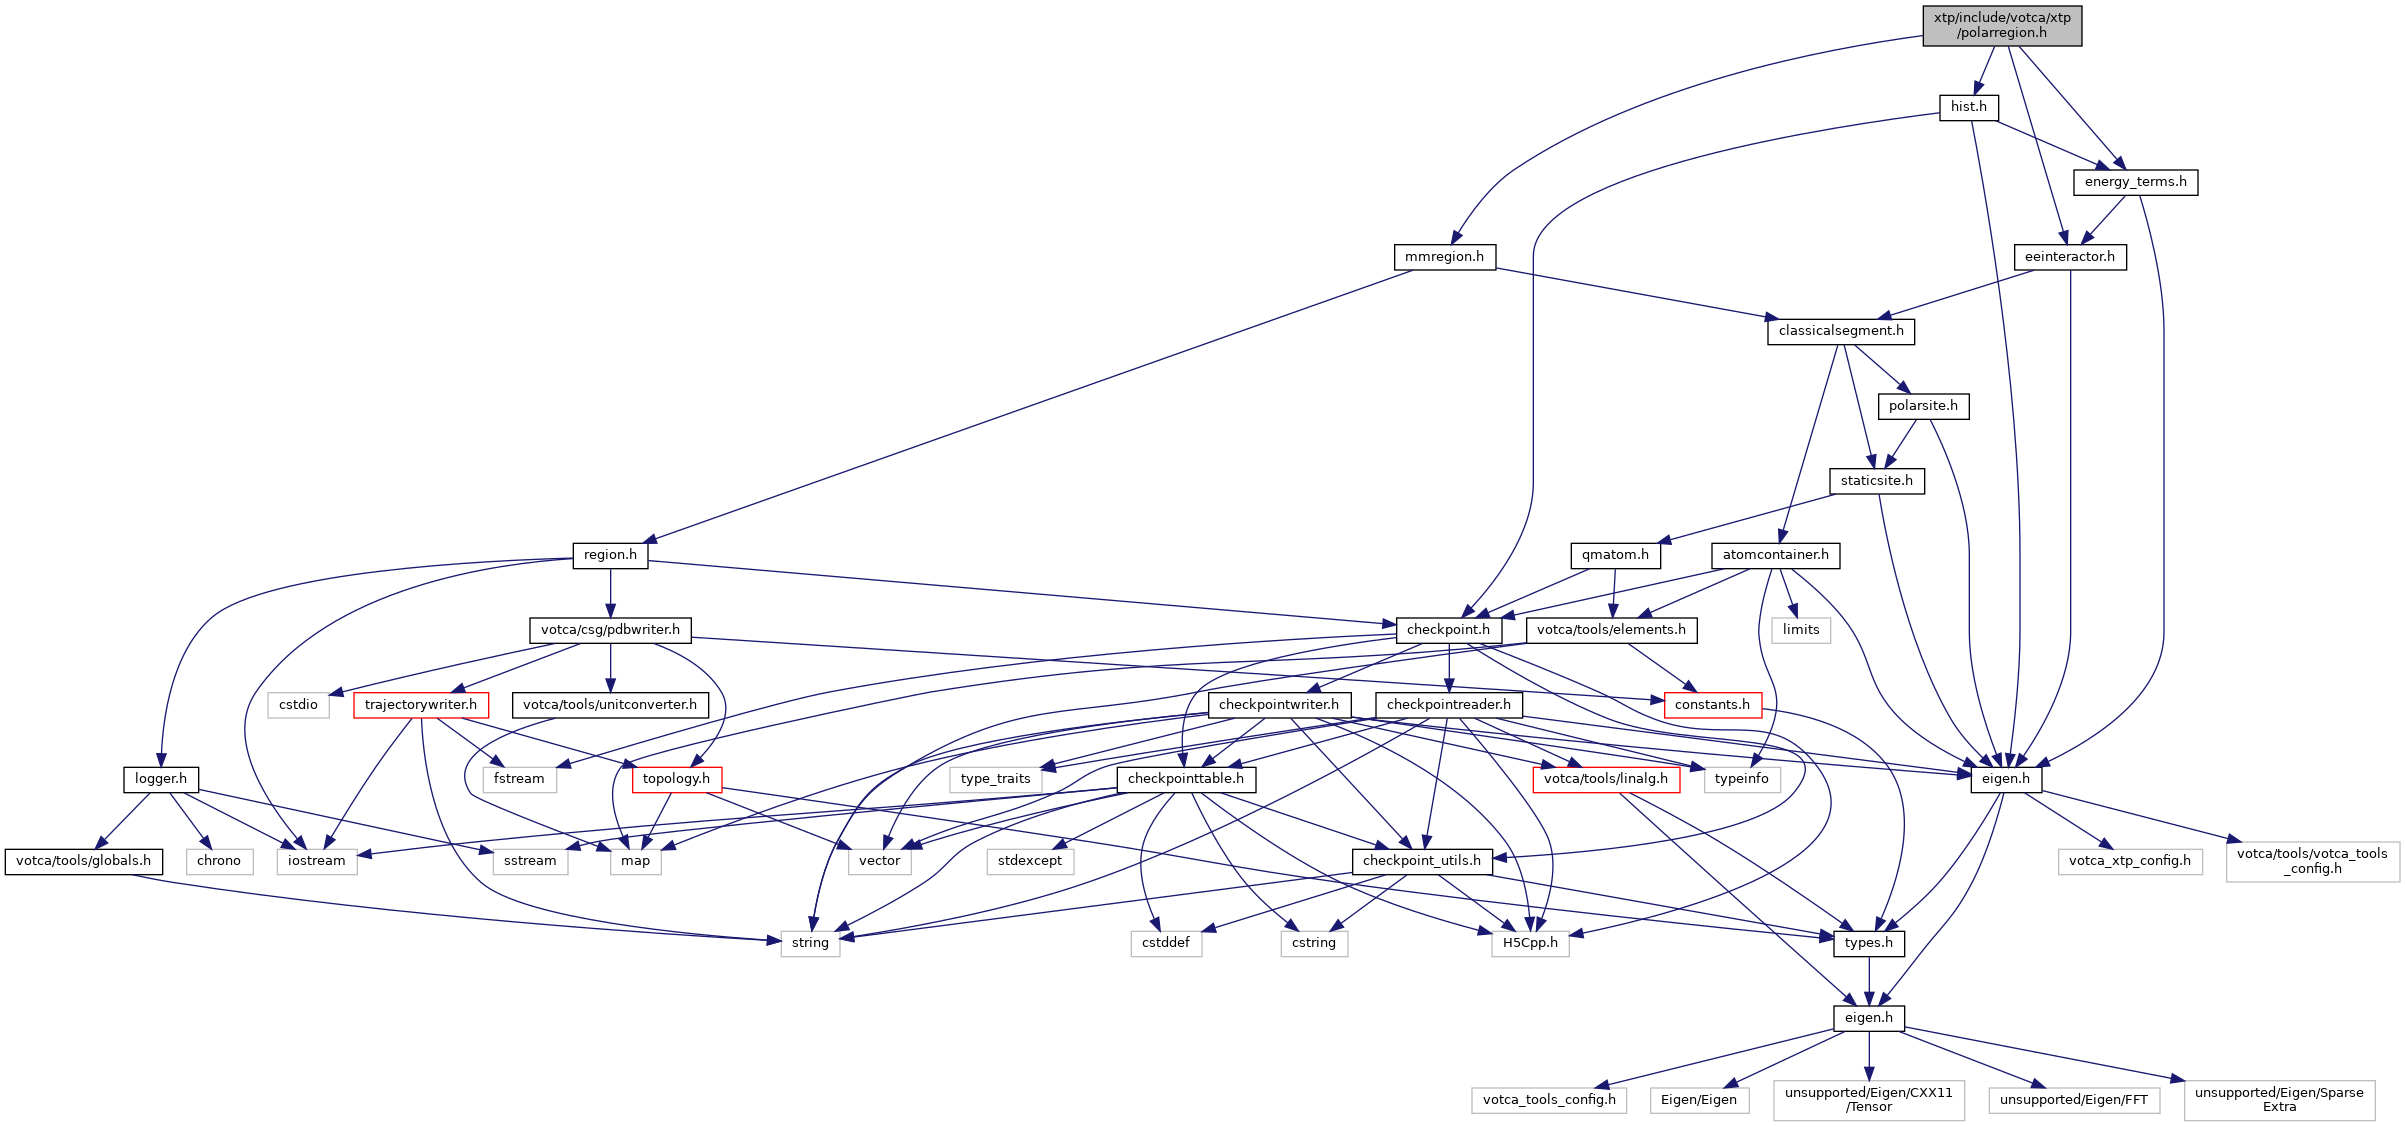 xtp/include/votca/xtp
/polarregion.h
hist.h
energy_terms.h
mmregion.h
eeinteractor.h
classicalsegment.h
polarsite.h
staticsite.h
region.h
qmatom.h
atomcontainer.h
votca/csg/pdbwriter.h
checkpoint.h
votca/tools/elements.h
limits
cstdio
trajectorywriter.h
votca/tools/unitconverter.h
checkpointwriter.h
checkpointreader.h
constants.h
logger.h
fstream
topology.h
type_traits
checkpointtable.h
votca/tools/linalg.h
typeinfo
eigen.h
votca/tools/globals.h
chrono
iostream
sstream
map
vector
stdexcept
checkpoint_utils.h
votca_xtp_config.h
votca/tools/votca_tools
_config.h
string
cstddef
cstring
H5Cpp.h
types.h
eigen.h
votca_tools_config.h
Eigen/Eigen
unsupported/Eigen/CXX11
/Tensor
unsupported/Eigen/FFT
unsupported/Eigen/Sparse
Extra